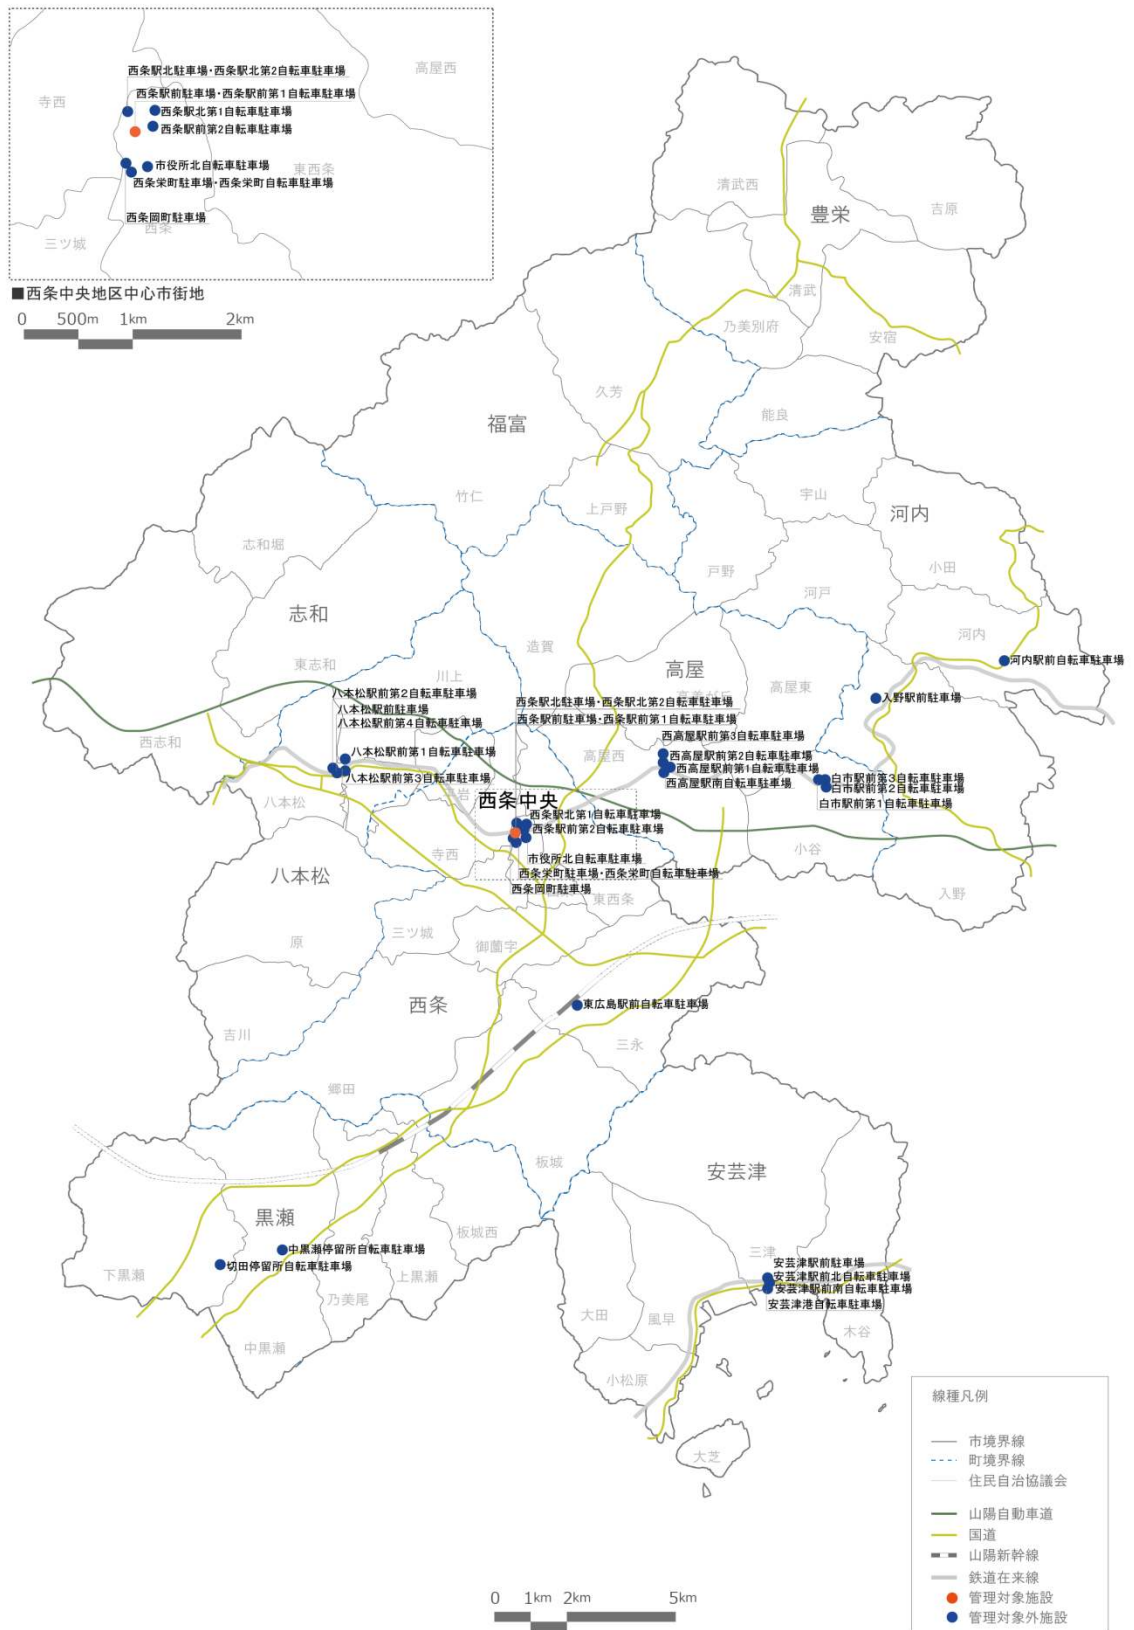 西条駅北駐車場・西条駅北第2自転車駐車場
高屋西
西条駅前駐車場・西条駅前第1自転車駐車場
寺西
西条駅北第1自転車駐車場
西条駅前第2自転車駐車場
市役所北自転車駐車場
東西条
西条栄町駐車場・西条栄町自転車駐車場
西条岡町駐車場
西条
三ツ城
■西条中央地区中心市街地
0 500m 1km 2km
清武西
豊栄
吉原
清武
乃美別府
安宿
久芳
能良
福富
竹仁
上戸野
宇山
河内
志和堀
戸野
小田
河戸
志和
造賀
河内
東志和
川上
高屋
高屋東
河内駅前自転車駐車場
入野駅前駐車場
八本松駅前第2自転車駐車場
八本松駅前駐車場
八本松駅前第4自転車駐車場
西条駅北駐車場・西条駅北第2自転車駐車場
西条駅前駐車場・西条駅前第1自転車駐車場
西高屋駅前第3自転車駐車場
西志和
八本松駅前第1自転車駐車場
高屋西
西高屋駅前第2自転車駐車場
西高屋駅前第1自転車駐車場
八本松駅前第3自転車駐車場
西高屋駅南自転車駐車場
白市駅前第3自転車駐車場
白市駅前第2自転車駐車場
白市駅前第1自転車駐車場
八本松
西条中央
西条駅北第1自転車駐車場
西条駅前第2自転車駐車場
寺西
小谷
市役所北自転車駐車場
西条栄町駐車場・西条栄町自転車駐車場
西条岡町駐車場
東西条
入野
八本松
原
三ツ城
御薗宇
西条
東広島駅前自転車駐車場
吉川
三永
郷田
板城
安芸津
黒瀬
板城西
中黒瀬停留所自転車駐車場
切田停留所自転車駐車場
下黒瀬
上黒瀬
三津
安芸津駅前駐車場
安芸津駅前北自転車駐車場
安芸津駅前南自転車駐車場
安芸津港自転車駐車場
乃美尾
大田
風早
木谷
中黒瀬
小松原
大芝
線種凡例
市境界線
町境界線
住民自治協議会
山陽自動車道
国道
山陽新幹線
鉄道在来線
管理対象施設
管理対象外施設
0 1km 2km 5km